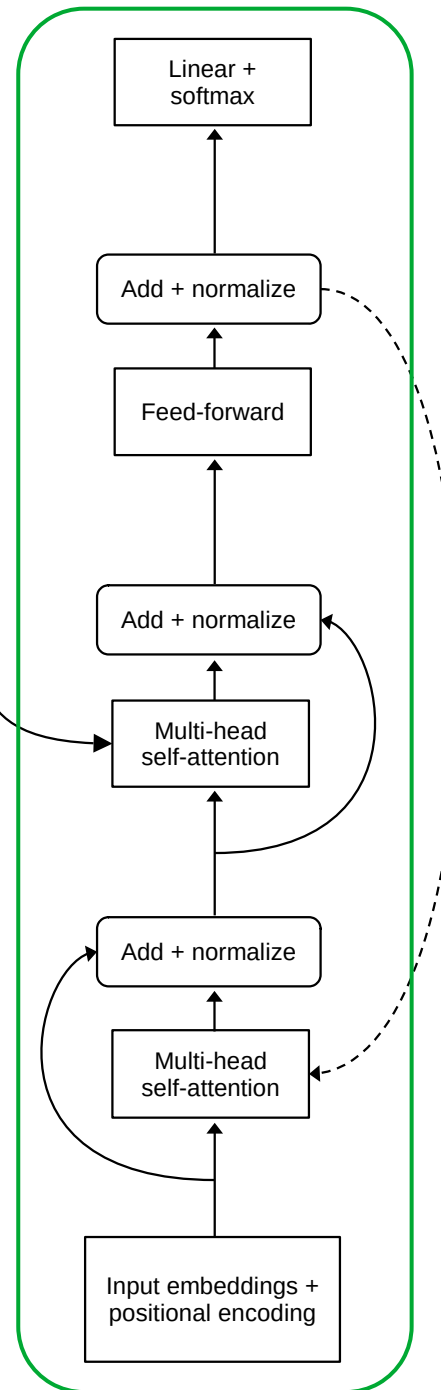 Linear +
softmax
Add + normalize
Feed-forward
Add + normalize
Multi-head
self-attention
Add + normalize
Multi-head
self-attention
Input embeddings +
positional encoding